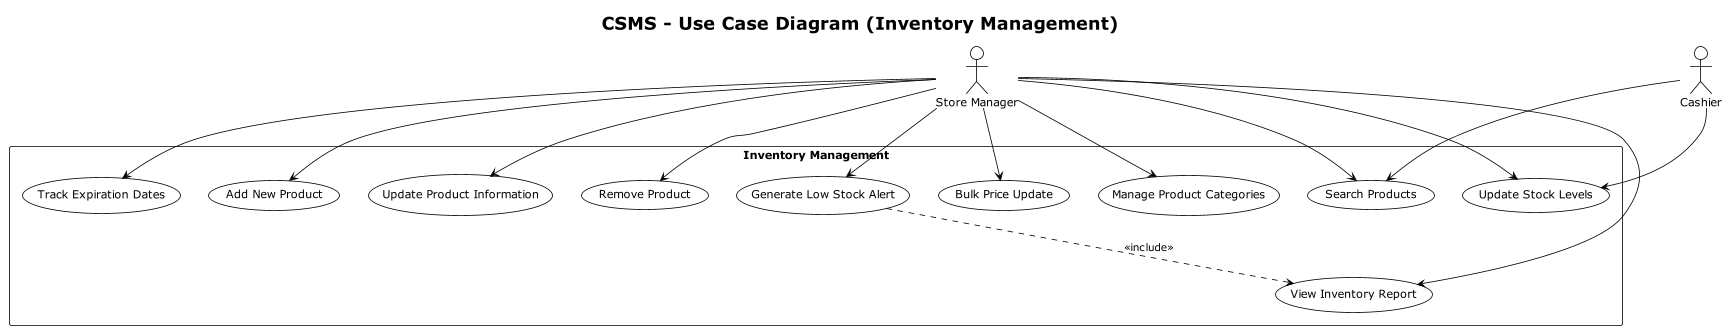 CSMS - Use Case Diagram (Inventory Management)
Store Manager
Cashier
Inventory Management
Track Expiration Dates
Add New Product
Update Product Information
Remove Product
Generate Low Stock Alert
Bulk Price Update
Manage Product Categories
Search Products
Update Stock Levels
«include»
View Inventory Report